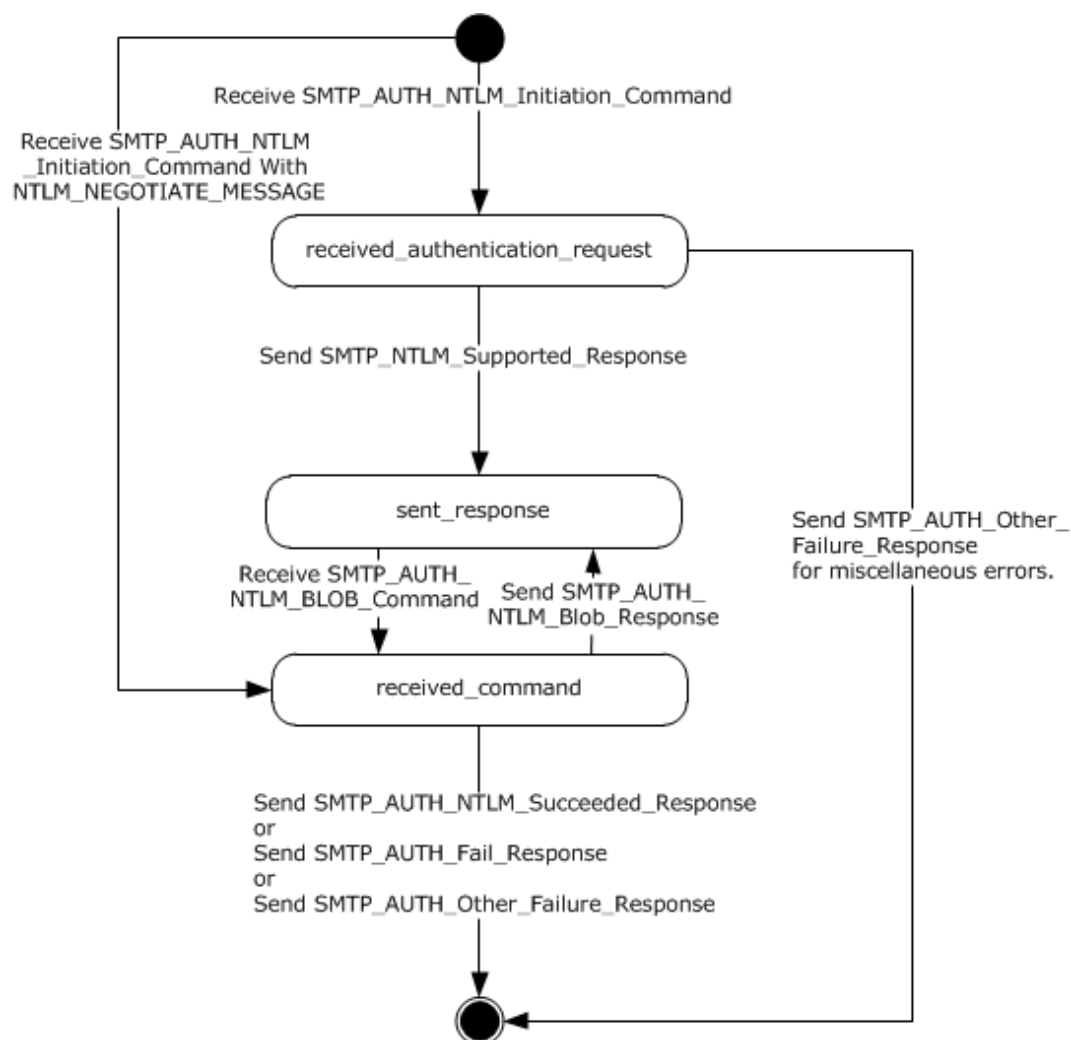 Receive SMTP_AUTH_NTLM_Initiation_Command
Receive SMTP_AUTH_NTLM
_Initiation_Command With
NTLM_NEGOTIATE_MESSAGE
received_authentication_request
Send SMTP_NTLM_Supported_Response
sent_response
Send SMTP_AUTH_Other_
Failure_Response
for miscellaneous errors.
Receive SMTP_AUTH_
NTLM_BLOB_Command
Send SMTP_AUTH_
NTLM_Blob_Response
received_command
Send SMTP_AUTH_NTLM_Succeeded_Response
or
Send SMTP_AUTH_Fail_Response
or
Send SMTP_AUTH_Other_Failure_Response